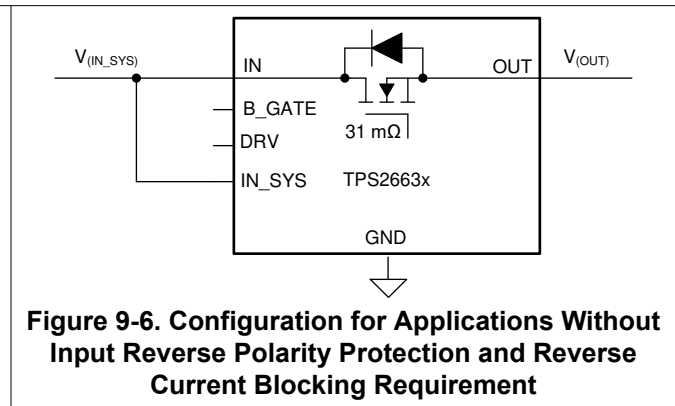 V(IN_SYS)
IN
OUT
V(OUT)
B_GATE
31 mΩ
DRV
IN_SYS
TPS2663x
GND
Figure 9-6. Configuration for Applications Without
Input Reverse Polarity Protection and Reverse
Current Blocking Requirement